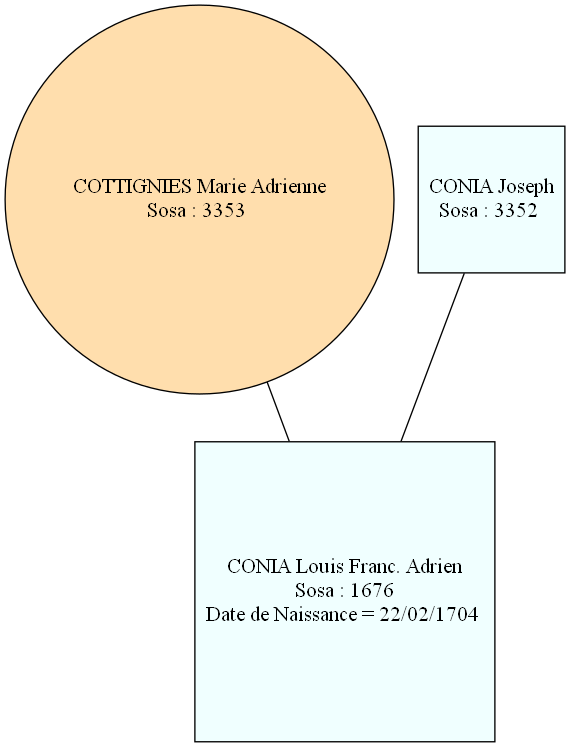 COTTIGNIES Marie Adrienne
Sosa : 3353
CONIA Joseph
Sosa : 3352
CONIA Louis Franc. Adrien
Sosa : 1676
Date de Naissance = 22/02/1704